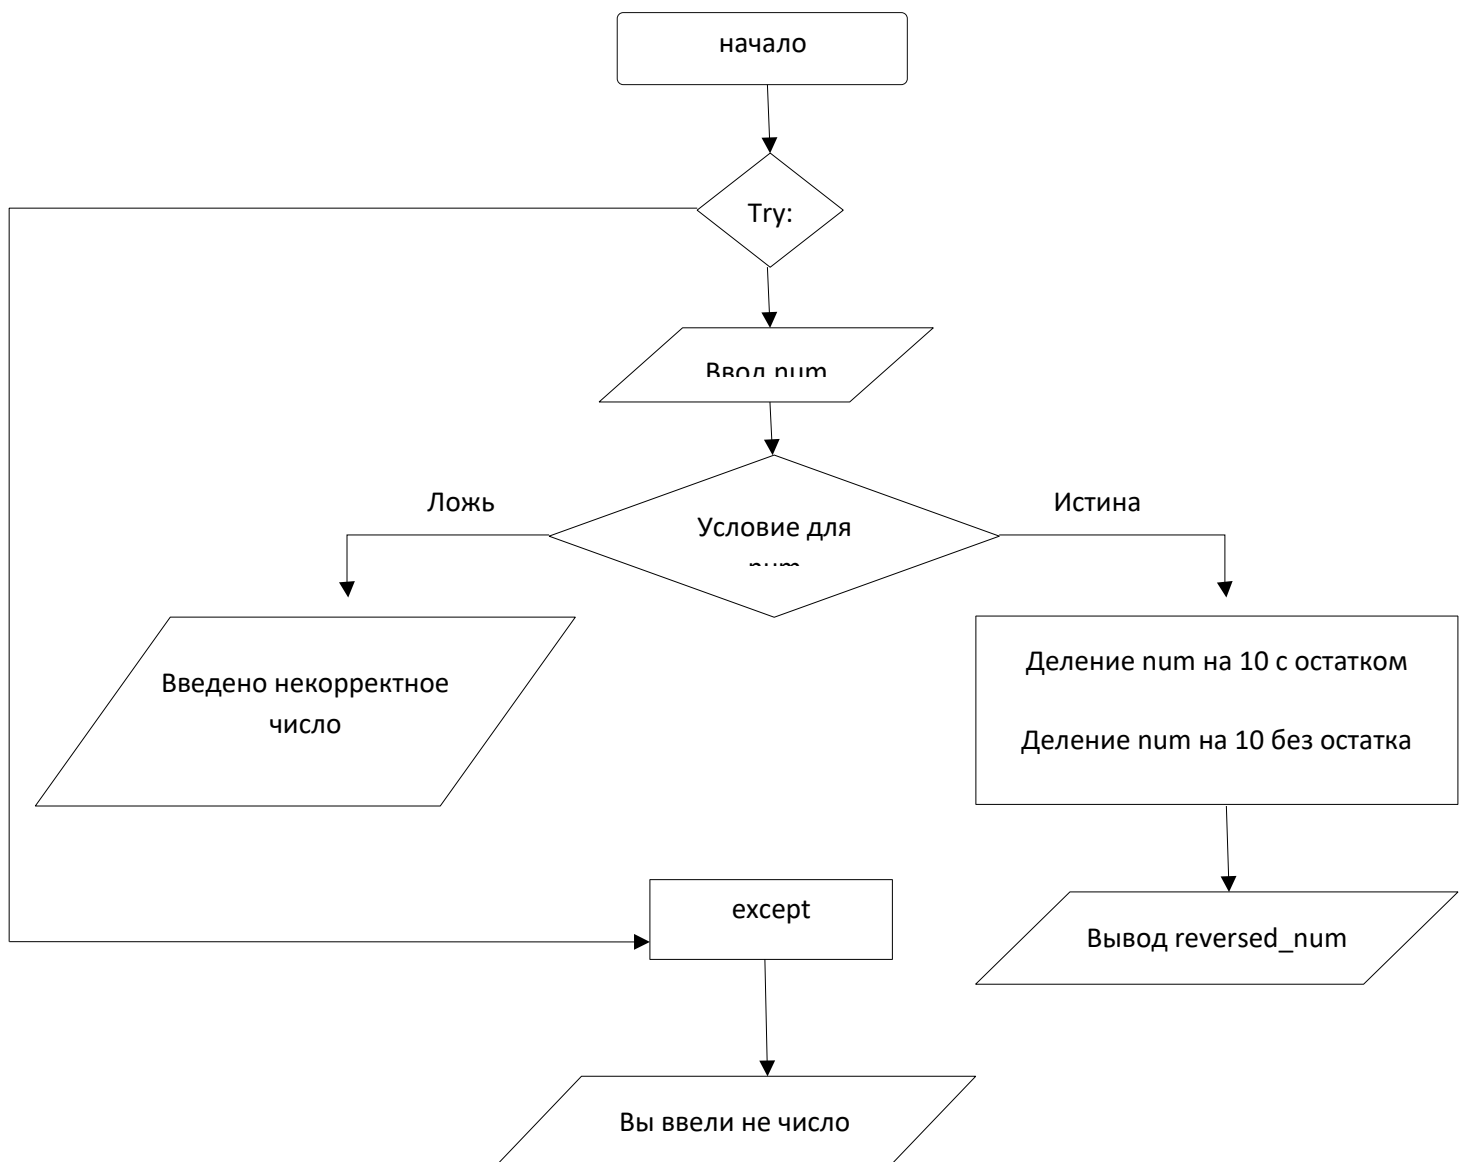 начало
Try:
Ввод num
Ложь
Истина
Условие для
num
Введено некорректное
число
Деление num на 10 с остатком
Деление num на 10 без остатка
except
Вывод reversed_num
Вы ввели не число